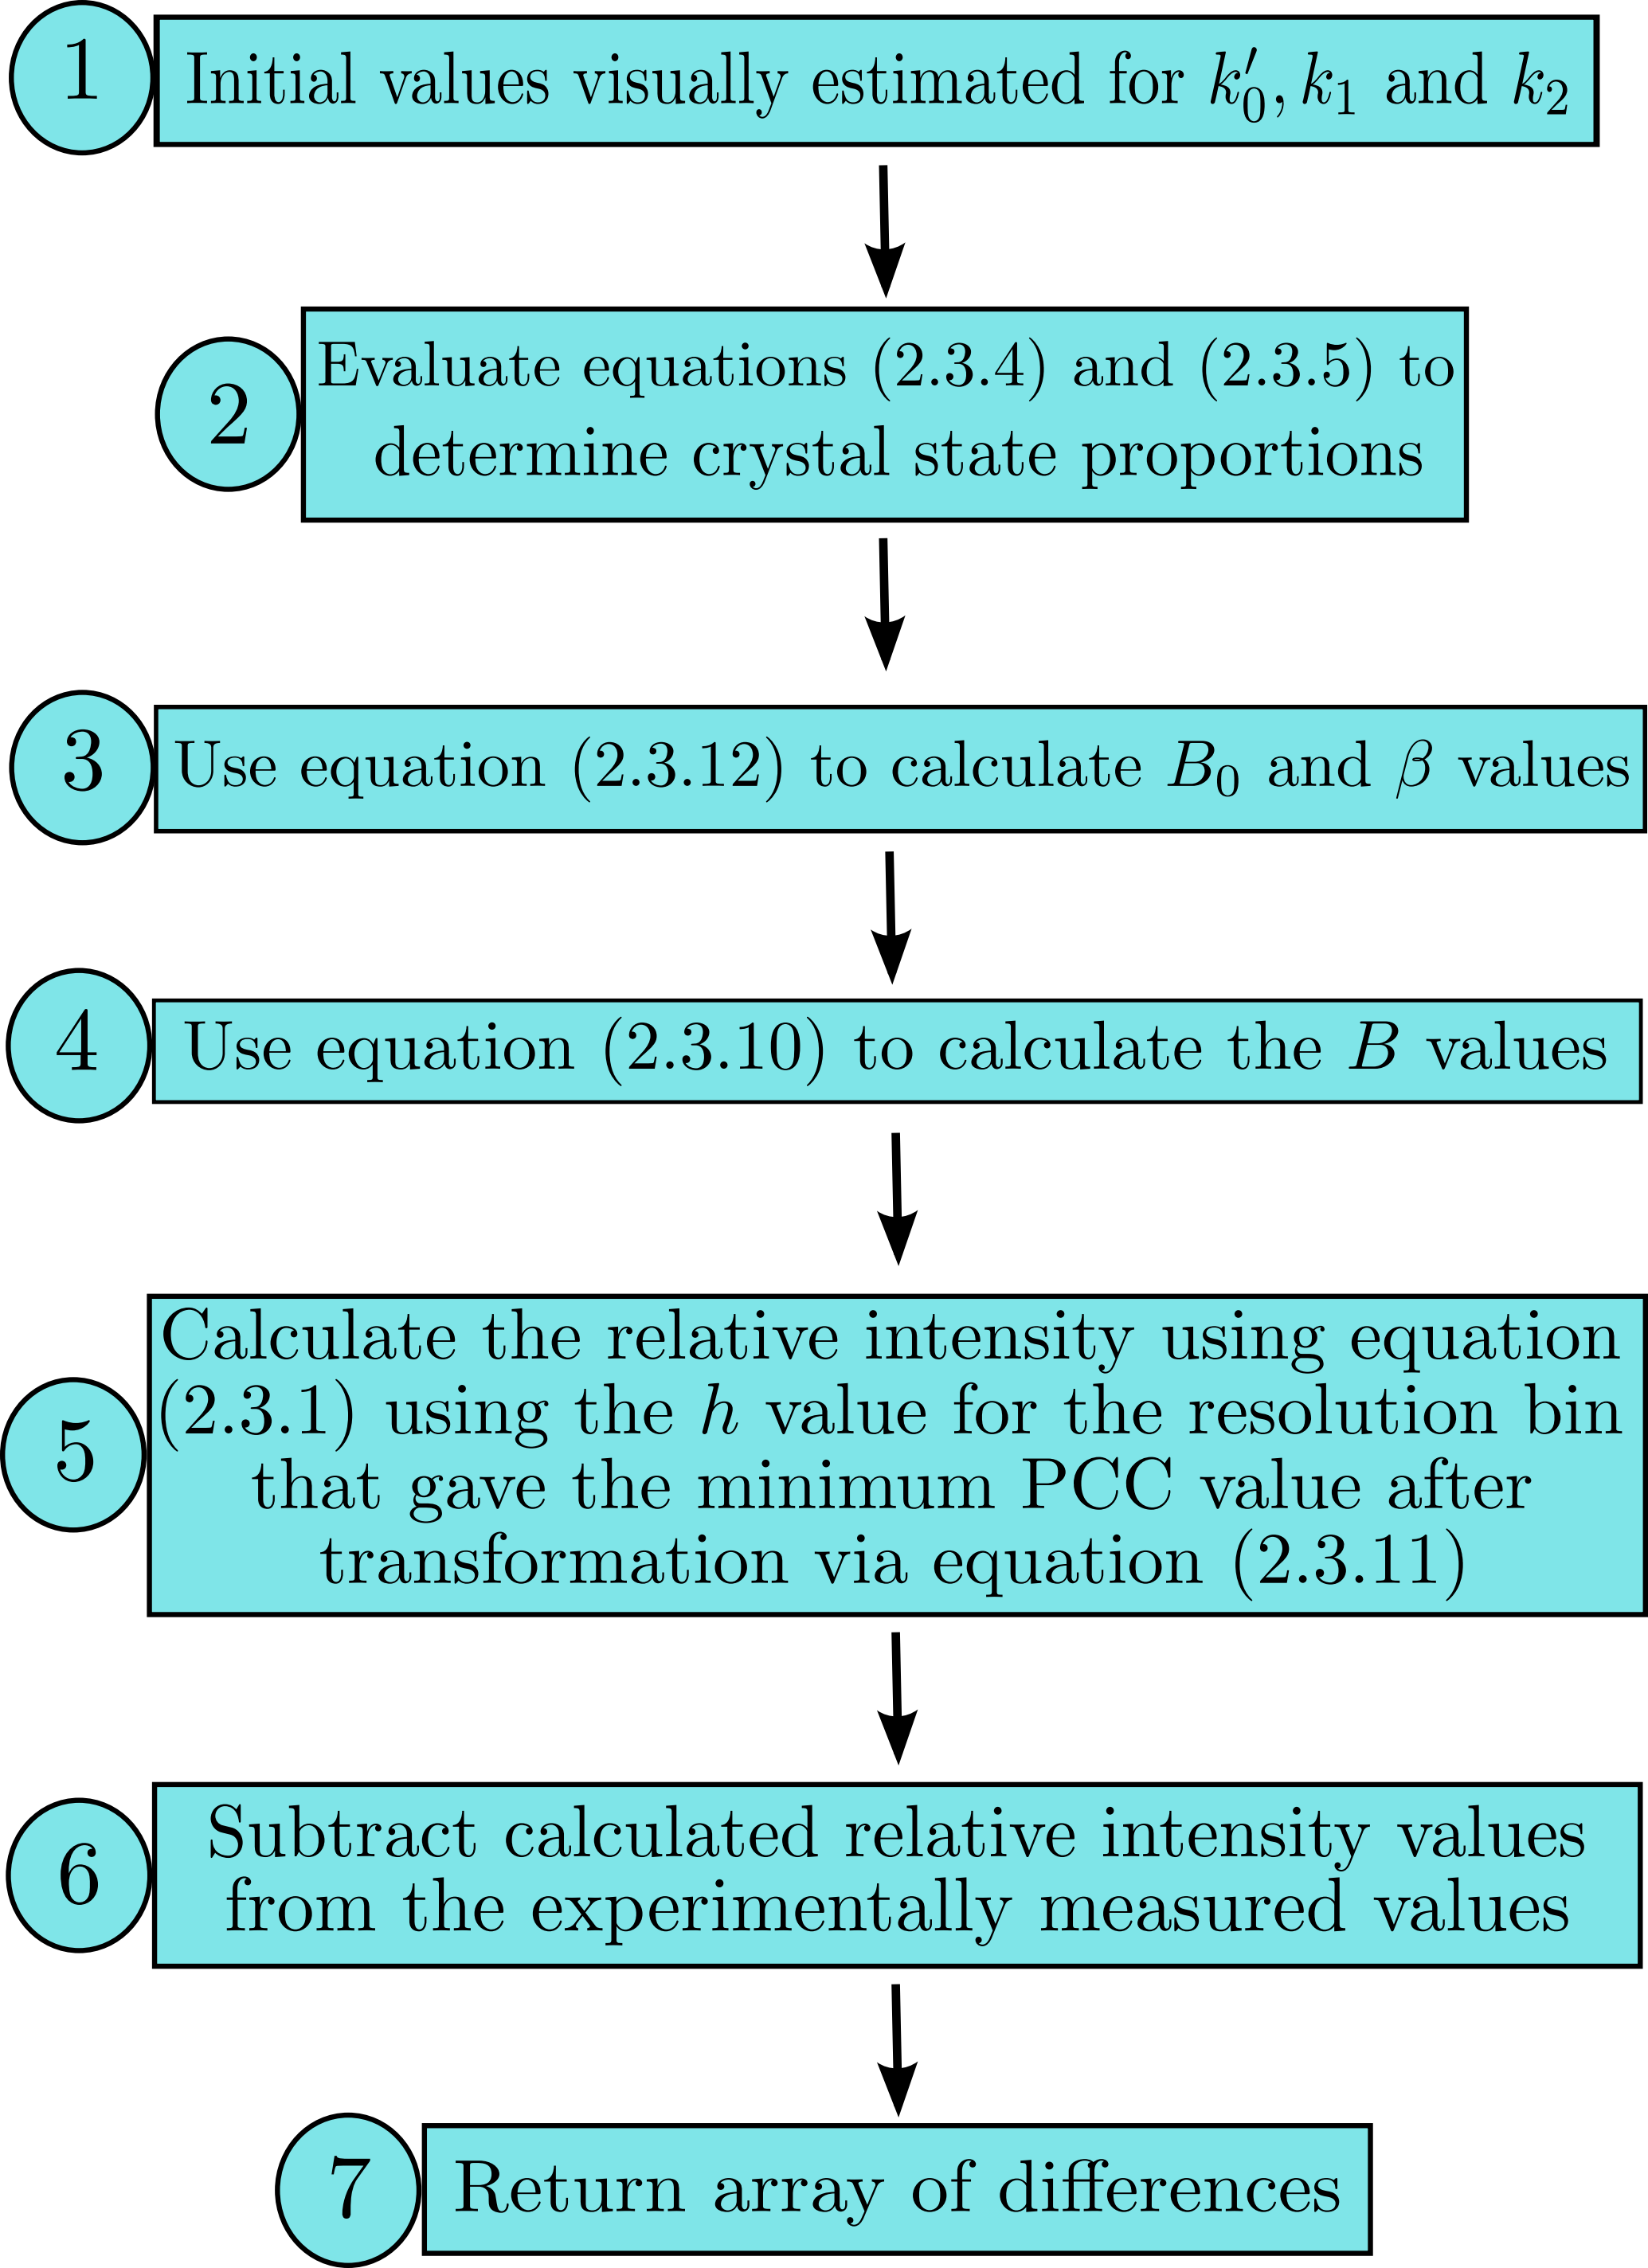 1
Initial values visually estimated for k′₀, k₁ and k₂
2
Evaluate equations (2.3.4) and (2.3.5) to
determine crystal state proportions
3
Use equation (2.3.12) to calculate B₀ and β values
4
Use equation (2.3.10) to calculate the B values
5
Calculate the relative intensity using equation
(2.3.1) using the h value for the resolution bin
that gave the minimum PCC value after
transformation via equation (2.3.11)
6
Subtract calculated relative intensity values
from the experimentally measured values
7
Return array of differences